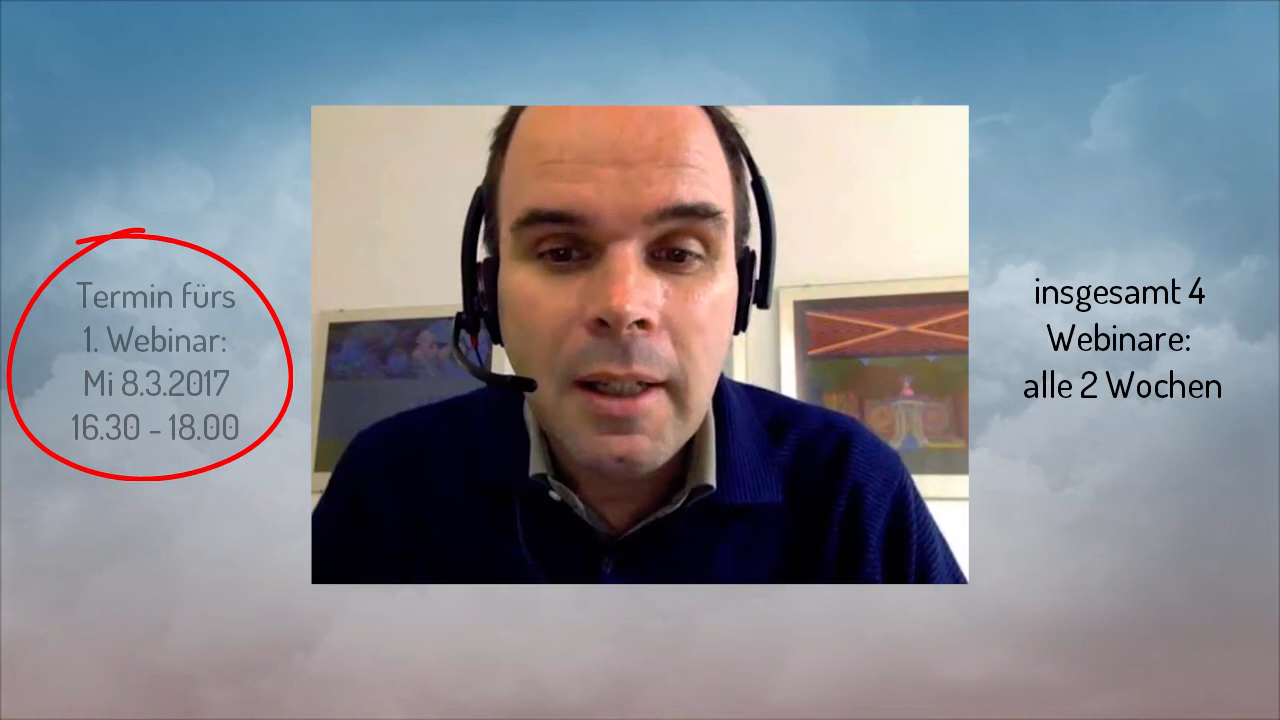 Termin fürs
1. Webinar:
Mi 8.3.2017
16.30 - 18.00
insgesamt 4
Webinare:
alle 2 Wochen